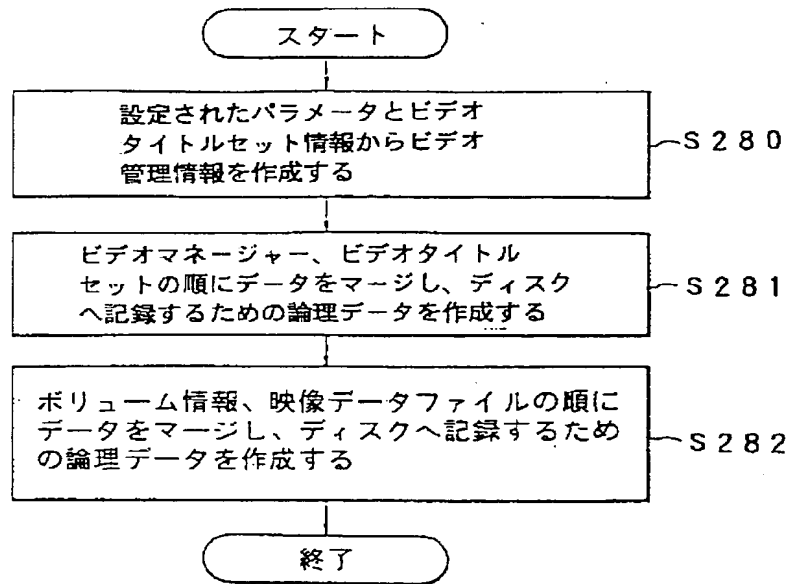 スタート
設定されたパラメータとビデオ
タイトルセット情報からビデオ
管理情報を作成する
S280
ビデオマネージャー、ビデオタイトル
セットの順にデータをマージし、ディスク
へ記録するための論理データを作成する
S281
ボリューム情報、映像データファイルの順に
データをマージし、ディスクへ記録するため
の論理データを作成する
S282
終了